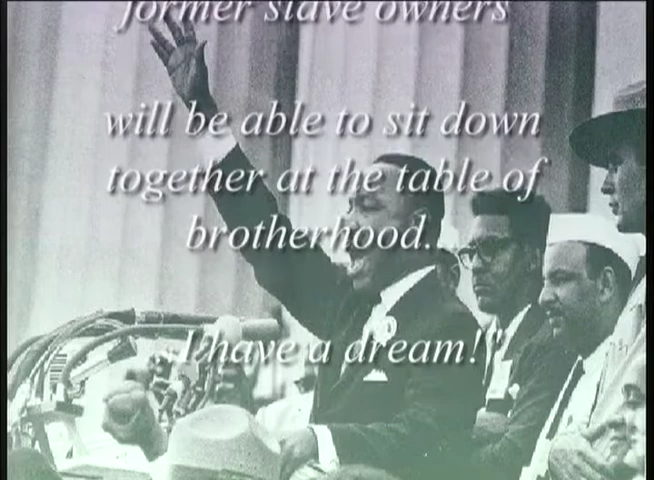 former slave owners
will be able to sit down
together at the table of
brotherhood...
I have a dream!"